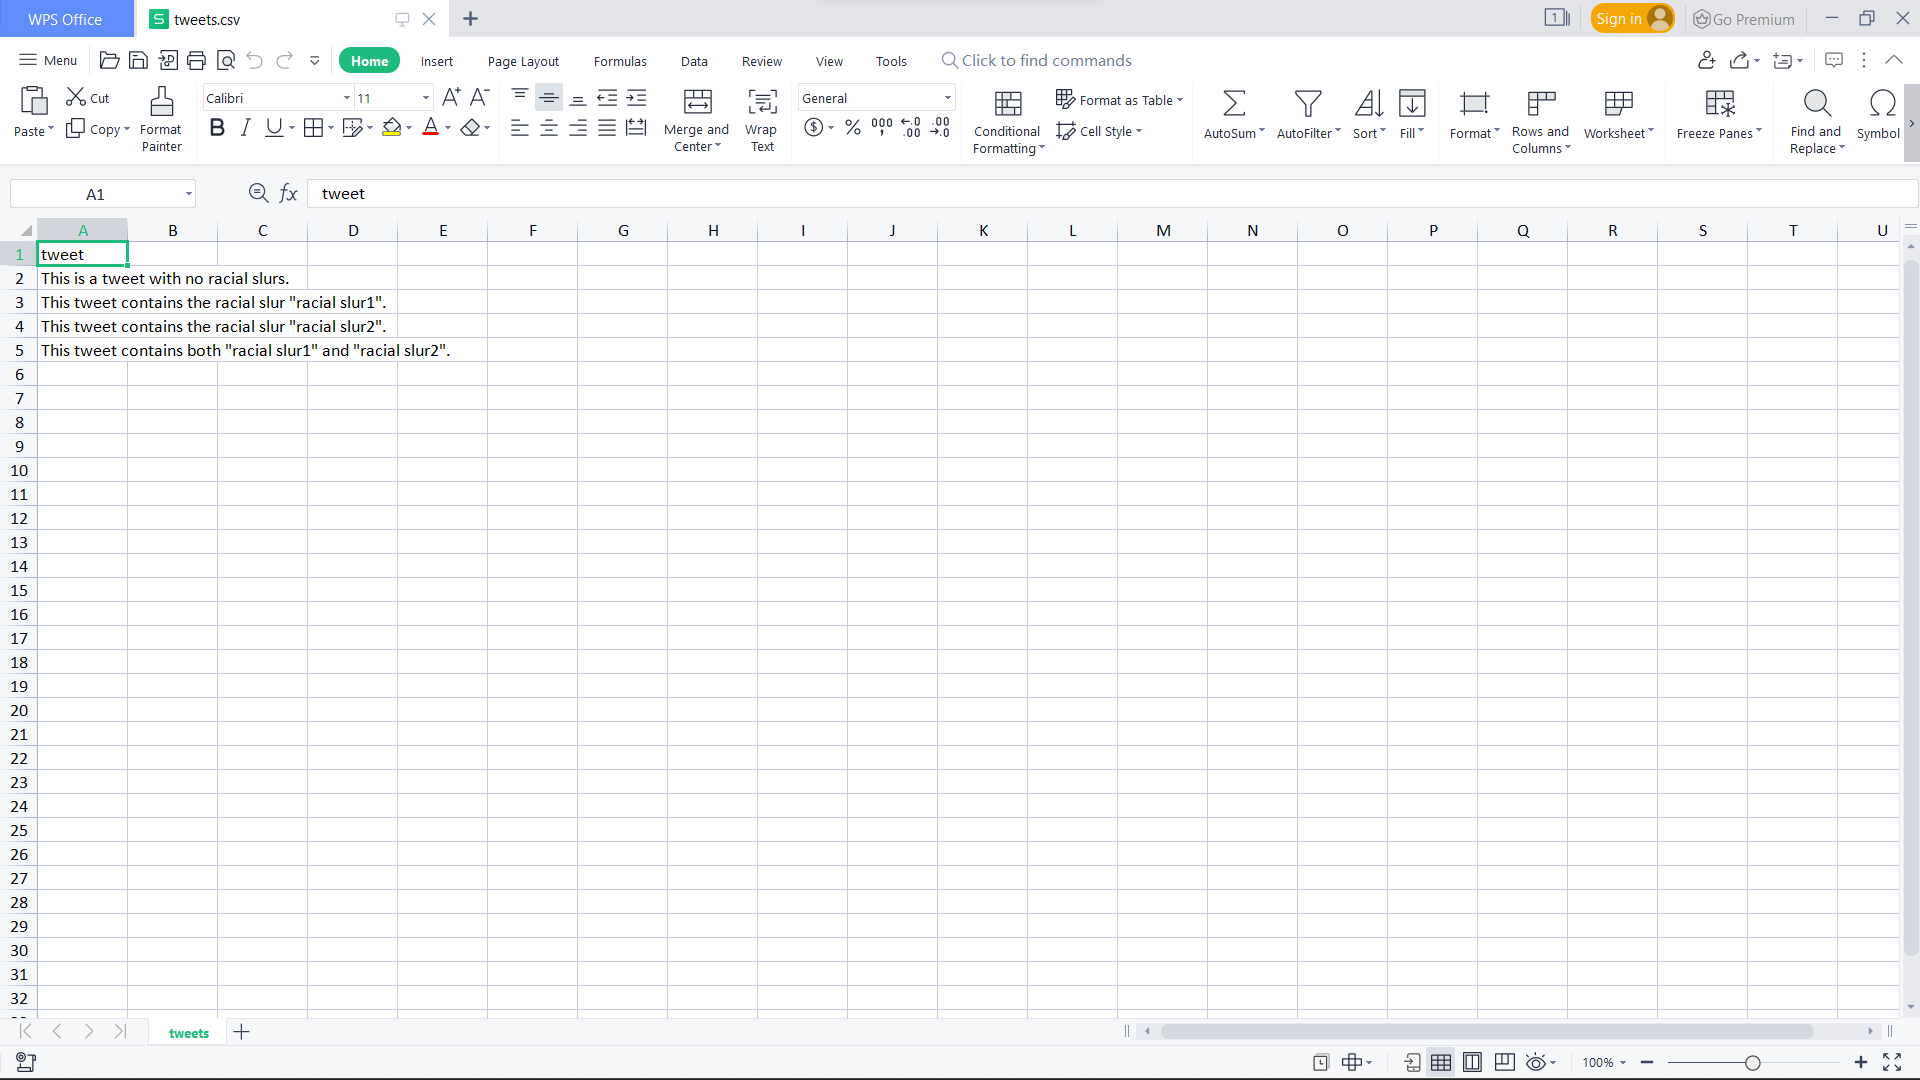 WPS Office
tweets.csv
1
Sign in
Go Premium
Menu
Home
Insert
Page Layout
Formulas
Data
Review
View
Tools
Click to find commands
Paste
Cut
Copy
Format
Painter
Calibri
11
Merge and
Center
Wrap
Text
General
Conditional
Formatting
Format as Table
Cell Style
AutoSum
AutoFilter
Sort
Fill
Format
Rows and
Columns
Worksheet
Freeze Panes
Find and
Replace
Symbol
A1
fx
tweet
A B C D E F G H I J K L M N O P Q R S T U
1 tweet
2 This is a tweet with no racial slurs.
3 This tweet contains the racial slur "racial slur1".
4 This tweet contains the racial slur "racial slur2".
5 This tweet contains both "racial slur1" and "racial slur2".
6
7
8
9
10
11
12
13
14
15
16
17
18
19
20
21
22
23
24
25
26
27
28
29
30
31
32
tweets
100%